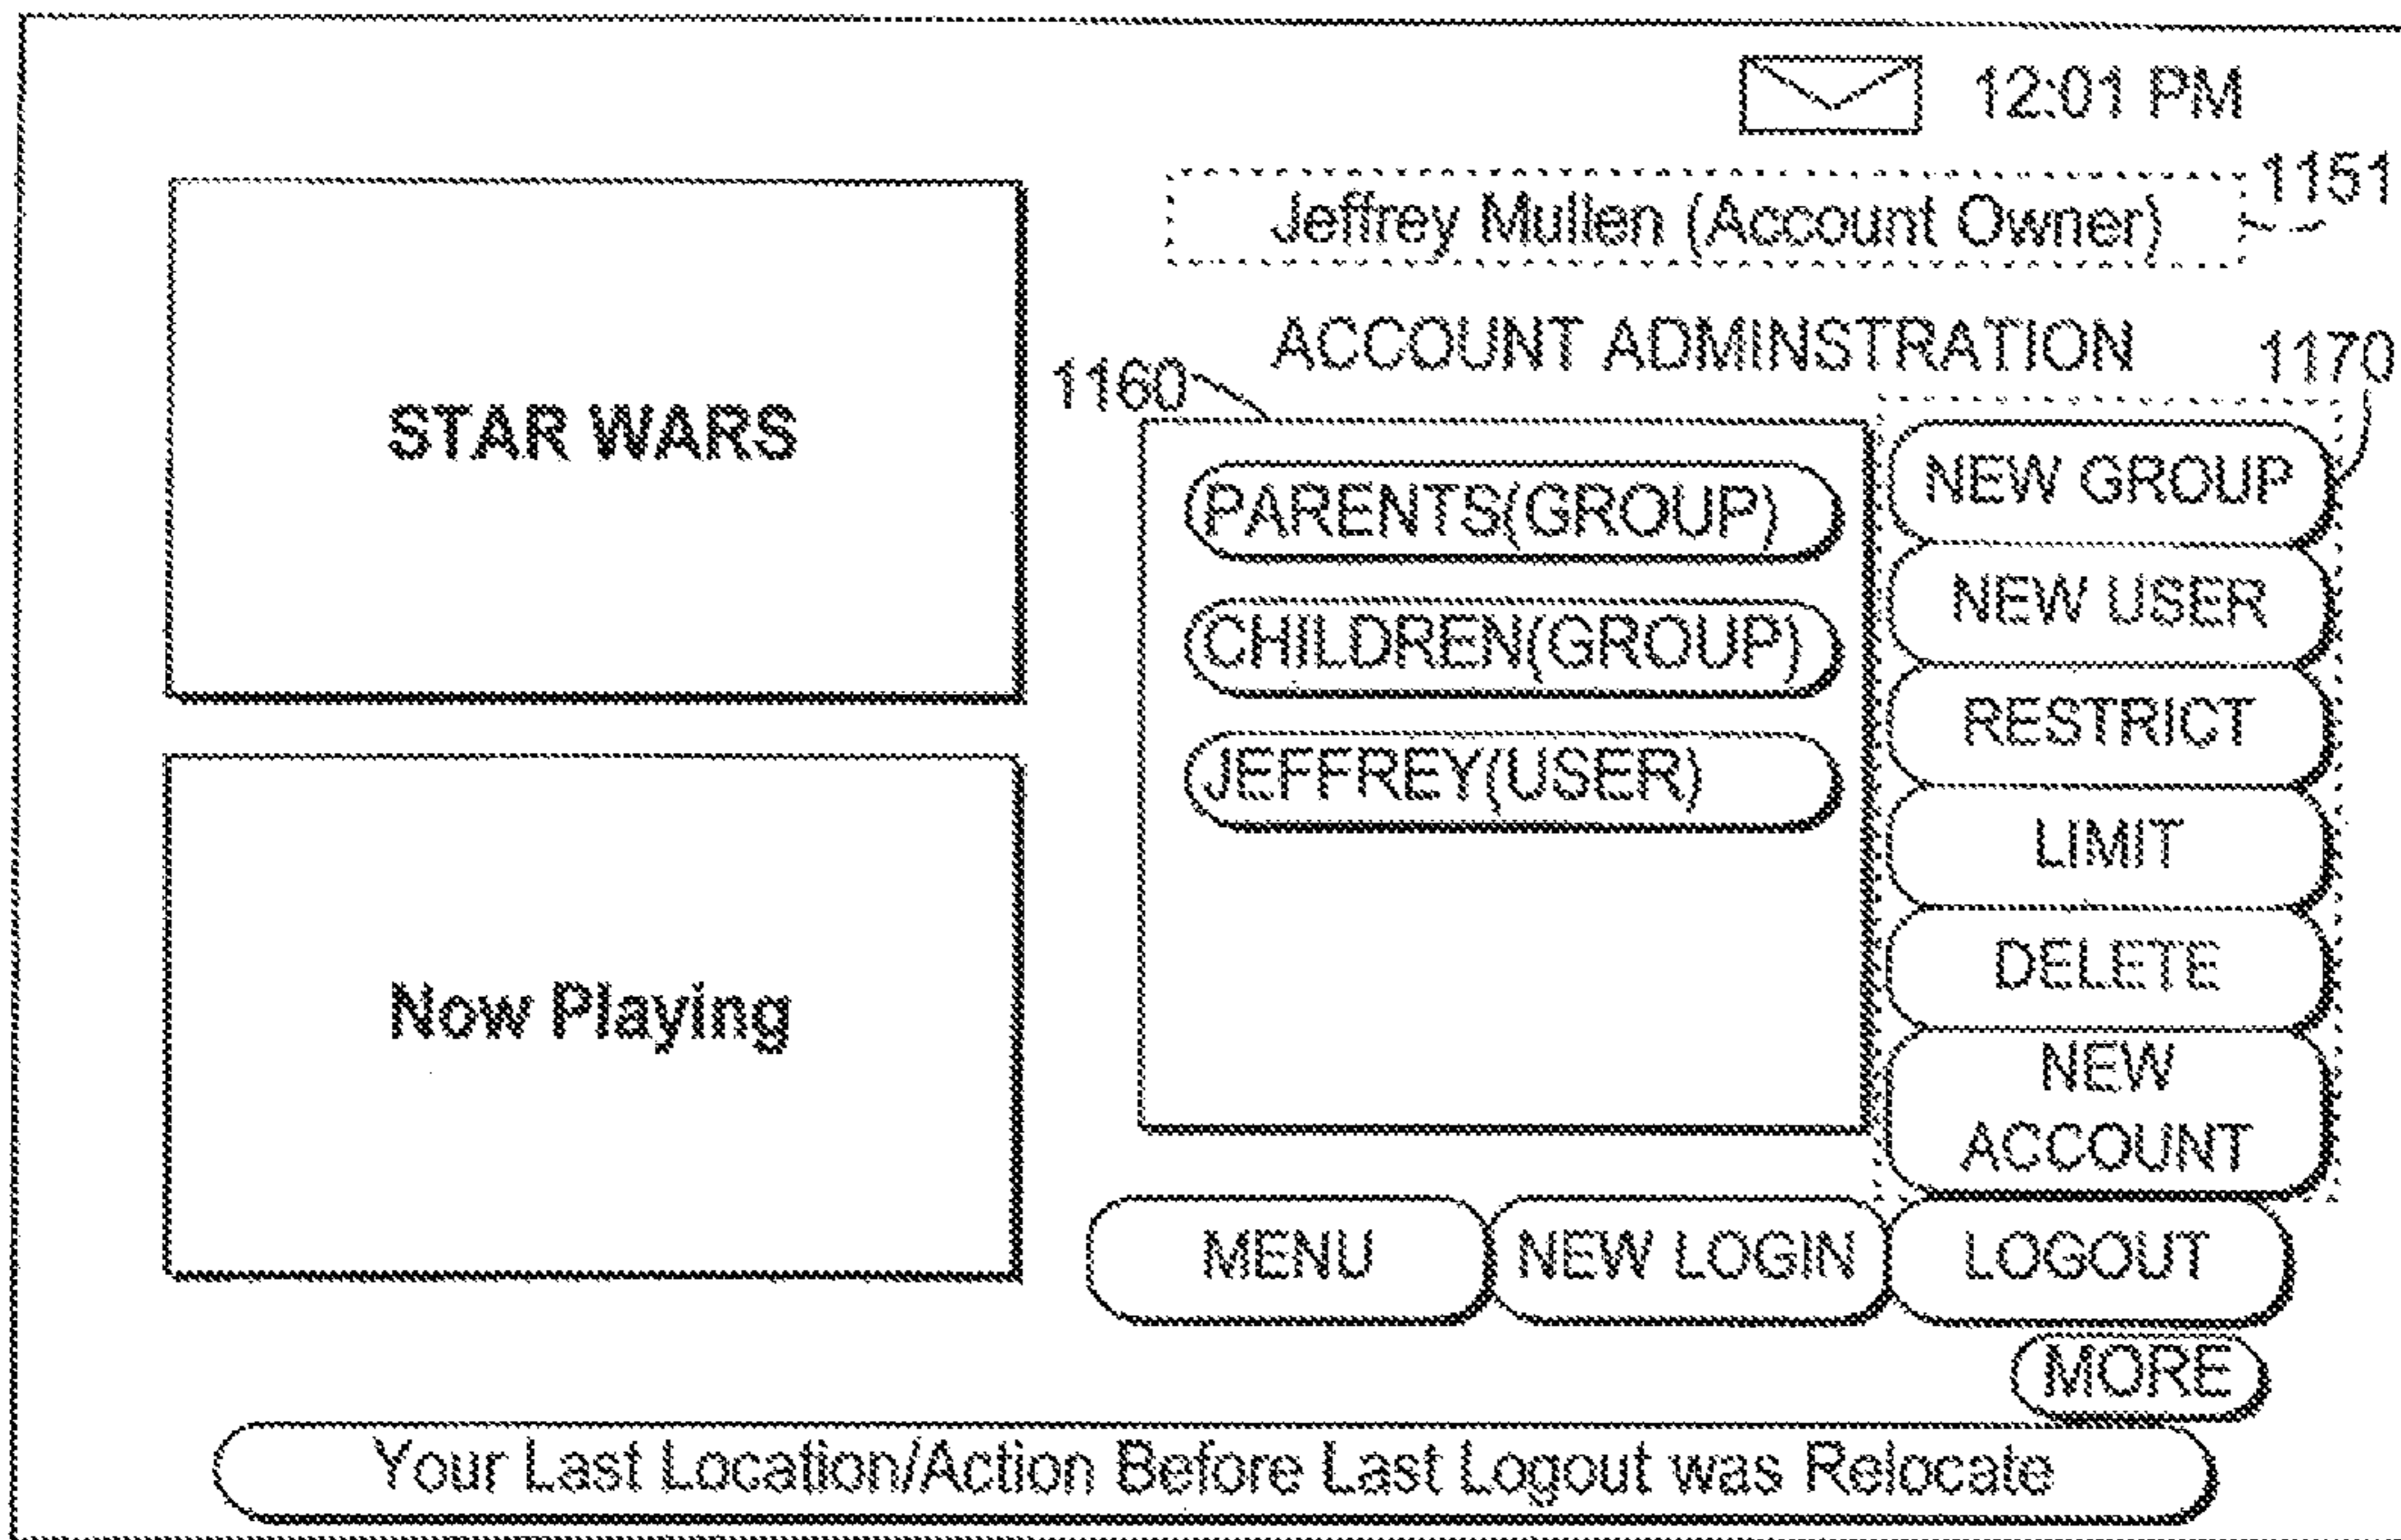 12:01 PM
Jeffrey Mullen (Account Owner)
1151
ACCOUNT ADMINSTRATION
1160
1170
STAR WARS
PARENTS(GROUP)
CHILDREN(GROUP)
JEFFREY(USER)
NEW GROUP
NEW USER
RESTRICT
LIMIT
DELETE
NEW
ACCOUNT
Now Playing
MENU
NEW LOGIN
LOGOUT
MORE
Your Last Location/Action Before Last Logout was Relocate